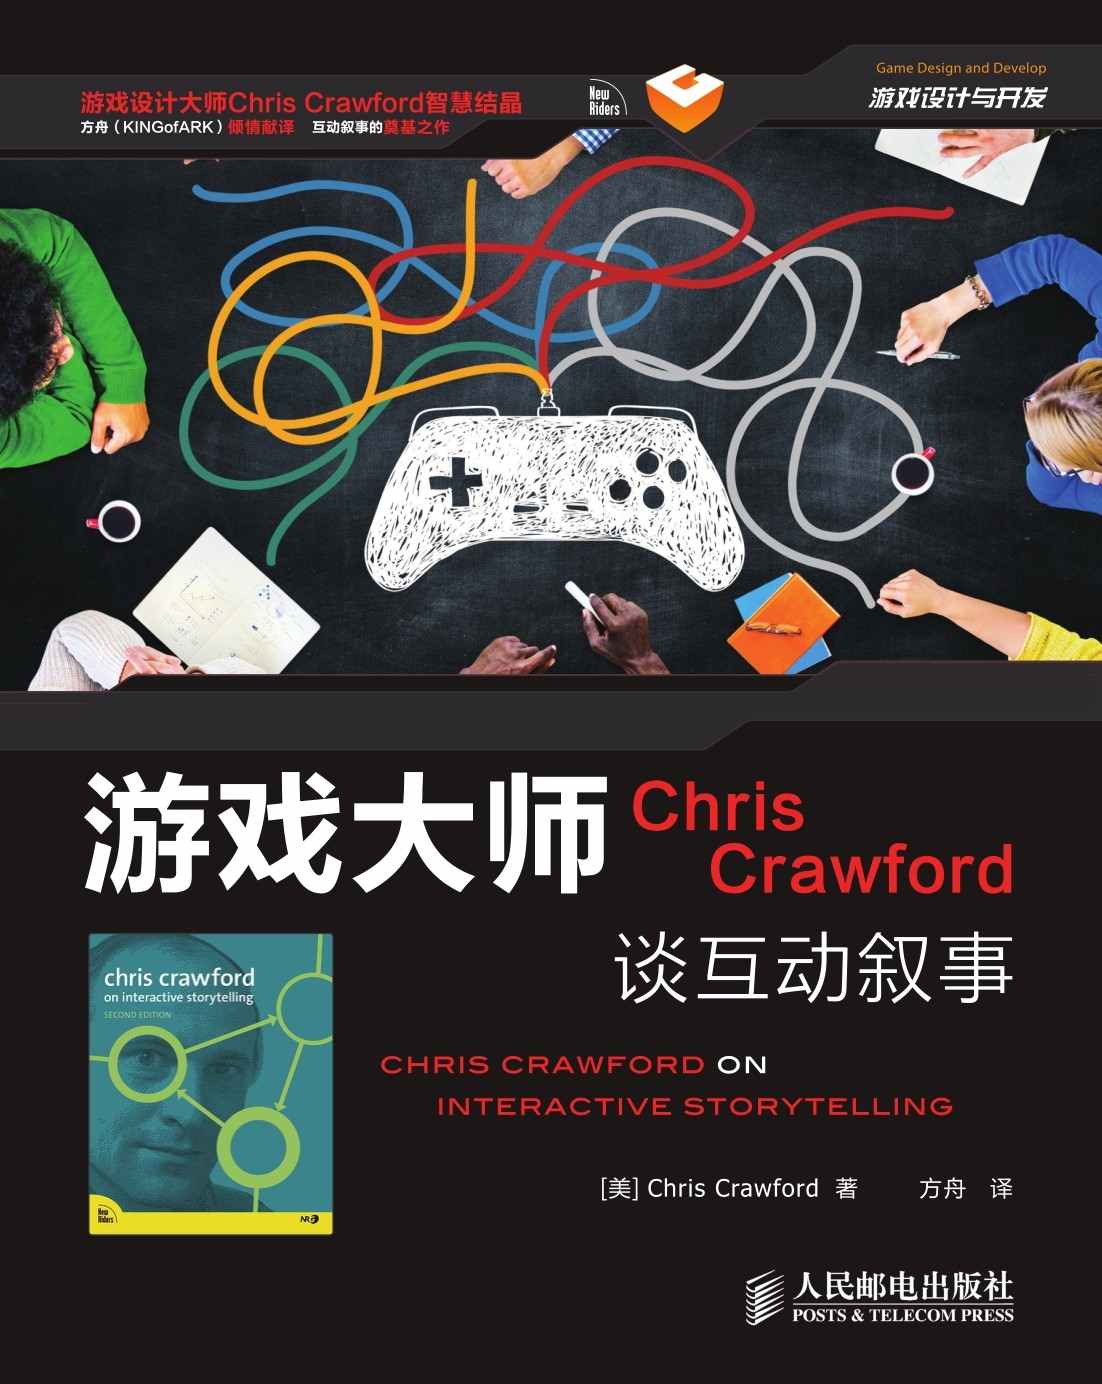 游戏设计大师Chris Crawford智慧结晶
方舟（KINGofARK）倾情献译 互动叙事的奠基之作
New
Riders
Game Design and Develop
游戏设计与开发
游戏大师
Chris
Crawford
谈互动叙事
chris crawford
on interactive storytelling
SECOND EDITION
New
Riders
NR
CHRIS CRAWFORD ON
INTERACTIVE STORYTELLING
[美] Chris Crawford 著 方舟 译
人民邮电出版社
POSTS & TELECOM PRESS